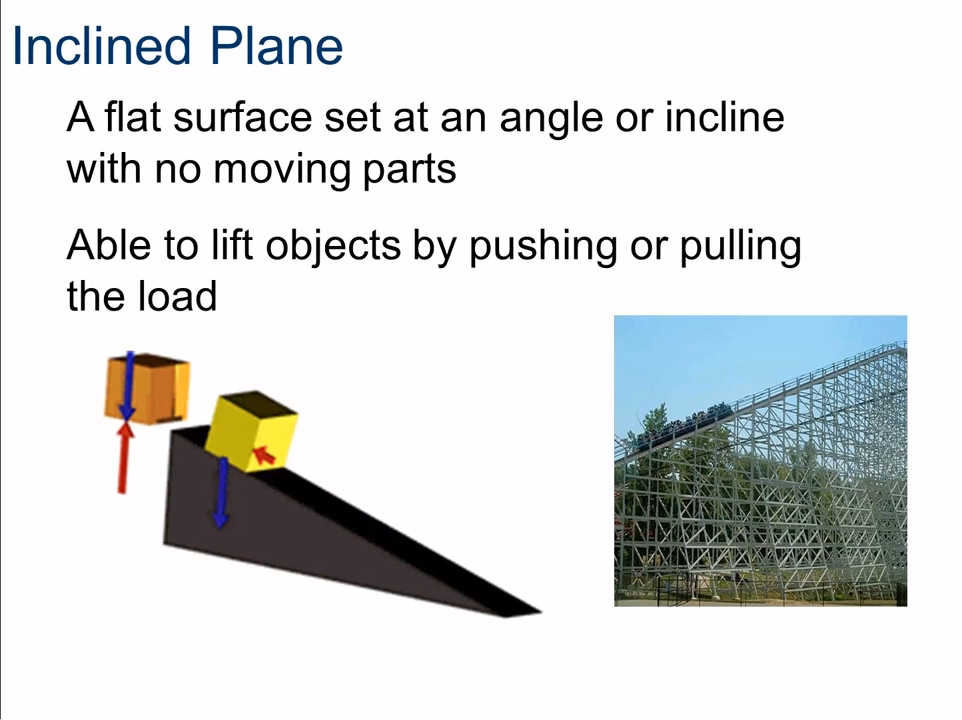 Inclined Plane
A flat surface set at an angle or incline
with no moving parts
Able to lift objects by pushing or pulling
the load